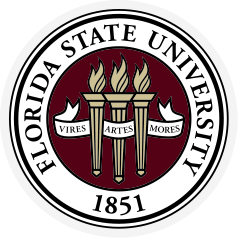 FLORIDA STATE UNIVERSITY
VIRES ARTES MORES
1851